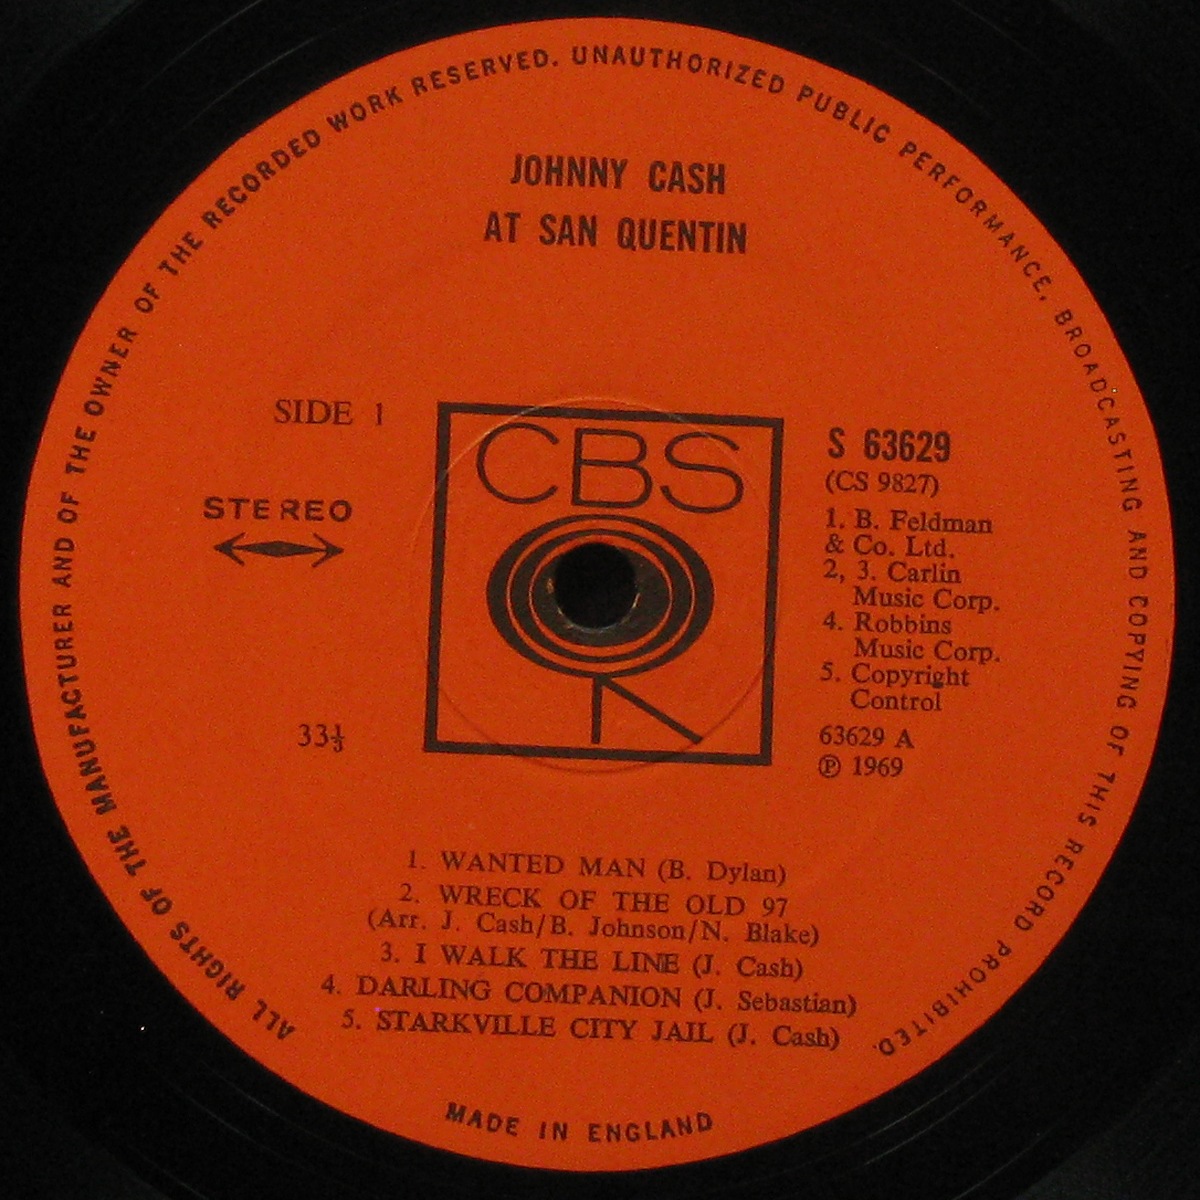 ALL RIGHTS OF THE MANUFACTURER AND OF THE OWNER OF THE RECORDED WORK RESERVED. UNAUTHORIZED PUBLIC PERFORMANCE, BROADCASTING AND COPYING OF THIS RECORD PROHIBITED.
JOHNNY CASH
AT SAN QUENTIN
SIDE 1
STEREO
33⅓
CBS
S 63629
(CS 9827)
1. B. Feldman
& Co. Ltd.
2, 3. Carlin
Music Corp.
4. Robbins
Music Corp.
5. Copyright
Control
63629 A
℗ 1969
1. WANTED MAN (B. Dylan)
2. WRECK OF THE OLD 97
(Arr. J. Cash/B. Johnson/N. Blake)
3. I WALK THE LINE (J. Cash)
4. DARLING COMPANION (J. Sebastian)
5. STARKVILLE CITY JAIL (J. Cash)
MADE IN ENGLAND